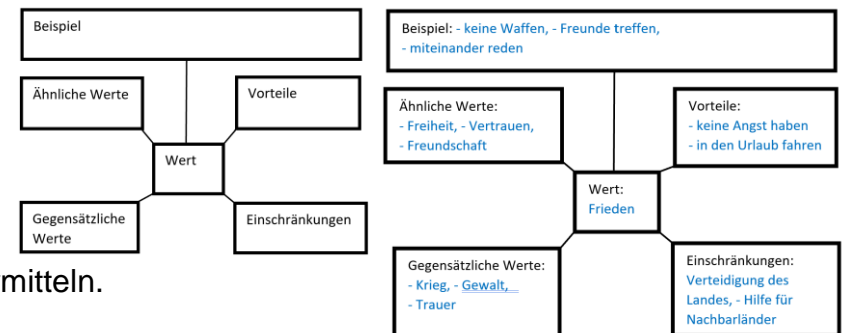 Beispiel
Ähnliche Werte
Vorteile
Wert
Gegensätzliche
Werte
Einschränkungen
mitteln.
Beispiel: - keine Waffen, - Freunde treffen,
- miteinander reden
Ähnliche Werte:
- Freiheit, - Vertrauen,
- Freundschaft
Vorteile:
- keine Angst haben
- in den Urlaub fahren
Wert:
Frieden
Gegensätzliche Werte:
- Krieg, - Gewalt,
- Trauer
Einschränkungen:
Verteidigung des
Landes, - Hilfe für
Nachbarländer